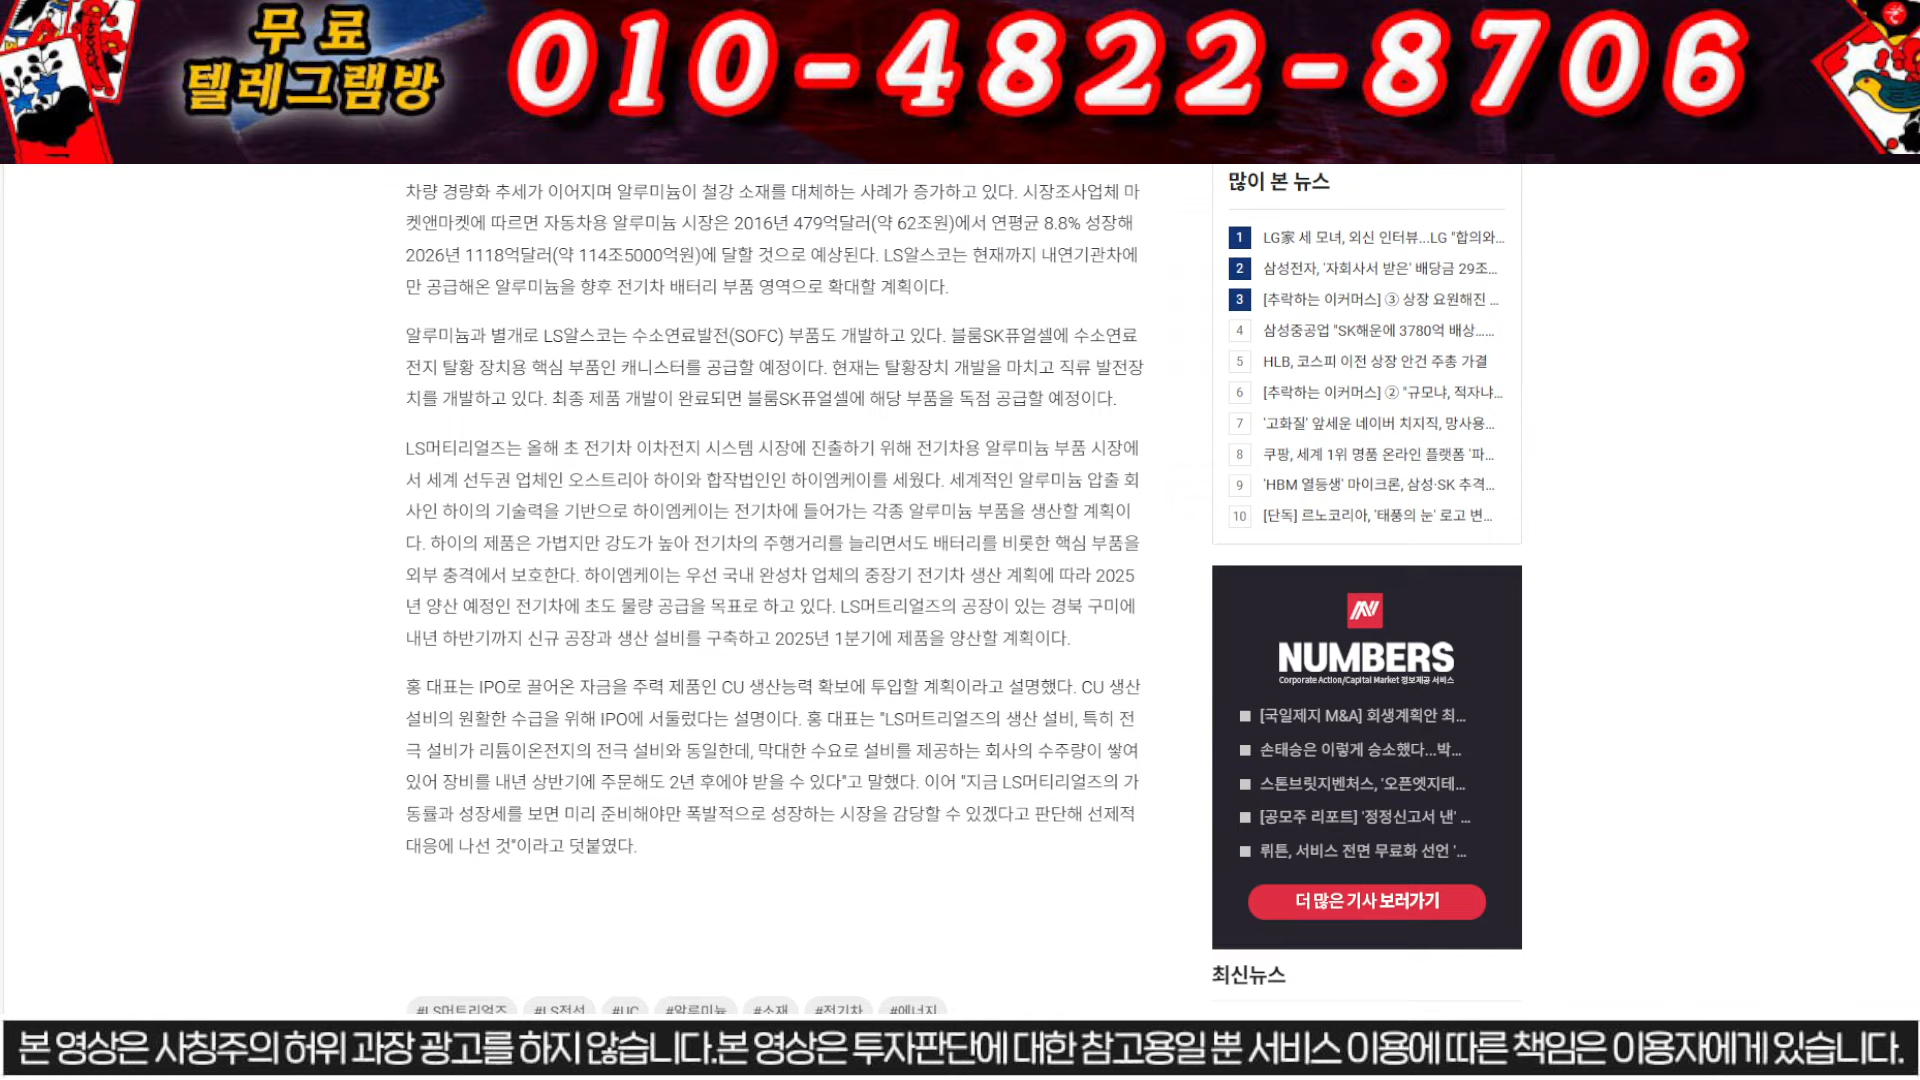 무료
텔레그램방
010-4822-8706
차량 경량화 추세가 이어지며 알루미늄이 철강 소재를 대체하는 사례가 증가하고 있다. 시장조사업체 마
켓앤마켓에 따르면 자동차용 알루미늄 시장은 2016년 479억달러(약 62조원)에서 연평균 8.8% 성장해
2026년 1118억달러(약 114조5000억원)에 달할 것으로 예상된다. LS알스코는 현재까지 내연기관차에
만 공급해온 알루미늄을 향후 전기차 배터리 부품 영역으로 확대할 계획이다.
알루미늄과 별개로 LS알스코는 수소연료발전(SOFC) 부품도 개발하고 있다. 블룸SK퓨얼셀에 수소연료
전지 탈황 장치용 핵심 부품인 캐니스터를 공급할 예정이다. 현재는 탈황장치 개발을 마치고 직류 발전장
치를 개발하고 있다. 최종 제품 개발이 완료되면 블룸SK퓨얼셀에 해당 부품을 독점 공급할 예정이다.
LS머티리얼즈는 올해 초 전기차 이차전지 시스템 시장에 진출하기 위해 전기차용 알루미늄 부품 시장에
서 세계 선두권 업체인 오스트리아 하이와 합작법인인 하이엠케이를 세웠다. 세계적인 알루미늄 압출 회
사인 하이의 기술력을 기반으로 하이엠케이는 전기차에 들어가는 각종 알루미늄 부품을 생산할 계획이
다. 하이의 제품은 가볍지만 강도가 높아 전기차의 주행거리를 늘리면서도 배터리를 비롯한 핵심 부품을
외부 충격에서 보호한다. 하이엠케이는 우선 국내 완성차 업체의 중장기 전기차 생산 계획에 따라 2025
년 양산 예정인 전기차에 초도 물량 공급을 목표로 하고 있다. LS머트리얼즈의 공장이 있는 경북 구미에
내년 하반기까지 신규 공장과 생산 설비를 구축하고 2025년 1분기에 제품을 양산할 계획이다.
홍 대표는 IPO로 끌어온 자금을 주력 제품인 CU 생산능력 확보에 투입할 계획이라고 설명했다. CU 생산
설비의 원활한 수급을 위해 IPO에 서둘렀다는 설명이다. 홍 대표는 "LS머트리얼즈의 생산 설비, 특히 전
극 설비가 리튬이온전지의 전극 설비와 동일한데, 막대한 수요로 설비를 제공하는 회사의 수주량이 쌓여
있어 장비를 내년 상반기에 주문해도 2년 후에야 받을 수 있다"고 말했다. 이어 "지금 LS머티리얼즈의 가
동률과 성장세를 보면 미리 준비해야만 폭발적으로 성장하는 시장을 감당할 수 있겠다고 판단해 선제적
대응에 나선 것"이라고 덧붙였다.
#LS머트리얼즈 #LS전선 #UC #알루미늄 #소재 #전기차 #에너지
많이 본 뉴스
1 LG家 세 모녀, 외신 인터뷰...LG "합의와...
2 삼성전자, '자회사서 받은' 배당금 29조...
3 [추락하는 이커머스] ③ 상장 요원해진 ...
4 삼성중공업 "SK해운에 3780억 배상......
5 HLB, 코스피 이전 상장 안건 주총 가결
6 [추락하는 이커머스] ② "규모냐, 적자냐...
7 '고화질' 앞세운 네이버 치지직, 망사용...
8 쿠팡, 세계 1위 명품 온라인 플랫폼 '파...
9 'HBM 열등생' 마이크론, 삼성·SK 추격...
10 [단독] 르노코리아, '태풍의 눈' 로고 변...
NUMBERS
Corporate Action/Capital Market 정보제공 서비스
[국일제지 M&A] 회생계획안 최...
손태승은 이렇게 승소했다...박...
스톤브릿지벤처스, '오픈엣지테...
[공모주 리포트] '정정신고서 낸' ...
뤼튼, 서비스 전면 무료화 선언 '...
더 많은 기사 보러가기
최신뉴스
본 영상은 사칭주의 허위 과장 광고를 하지 않습니다.본 영상은 투자판단에 대한 참고용일 뿐 서비스 이용에 따른 책임은 이용자에게 있습니다.